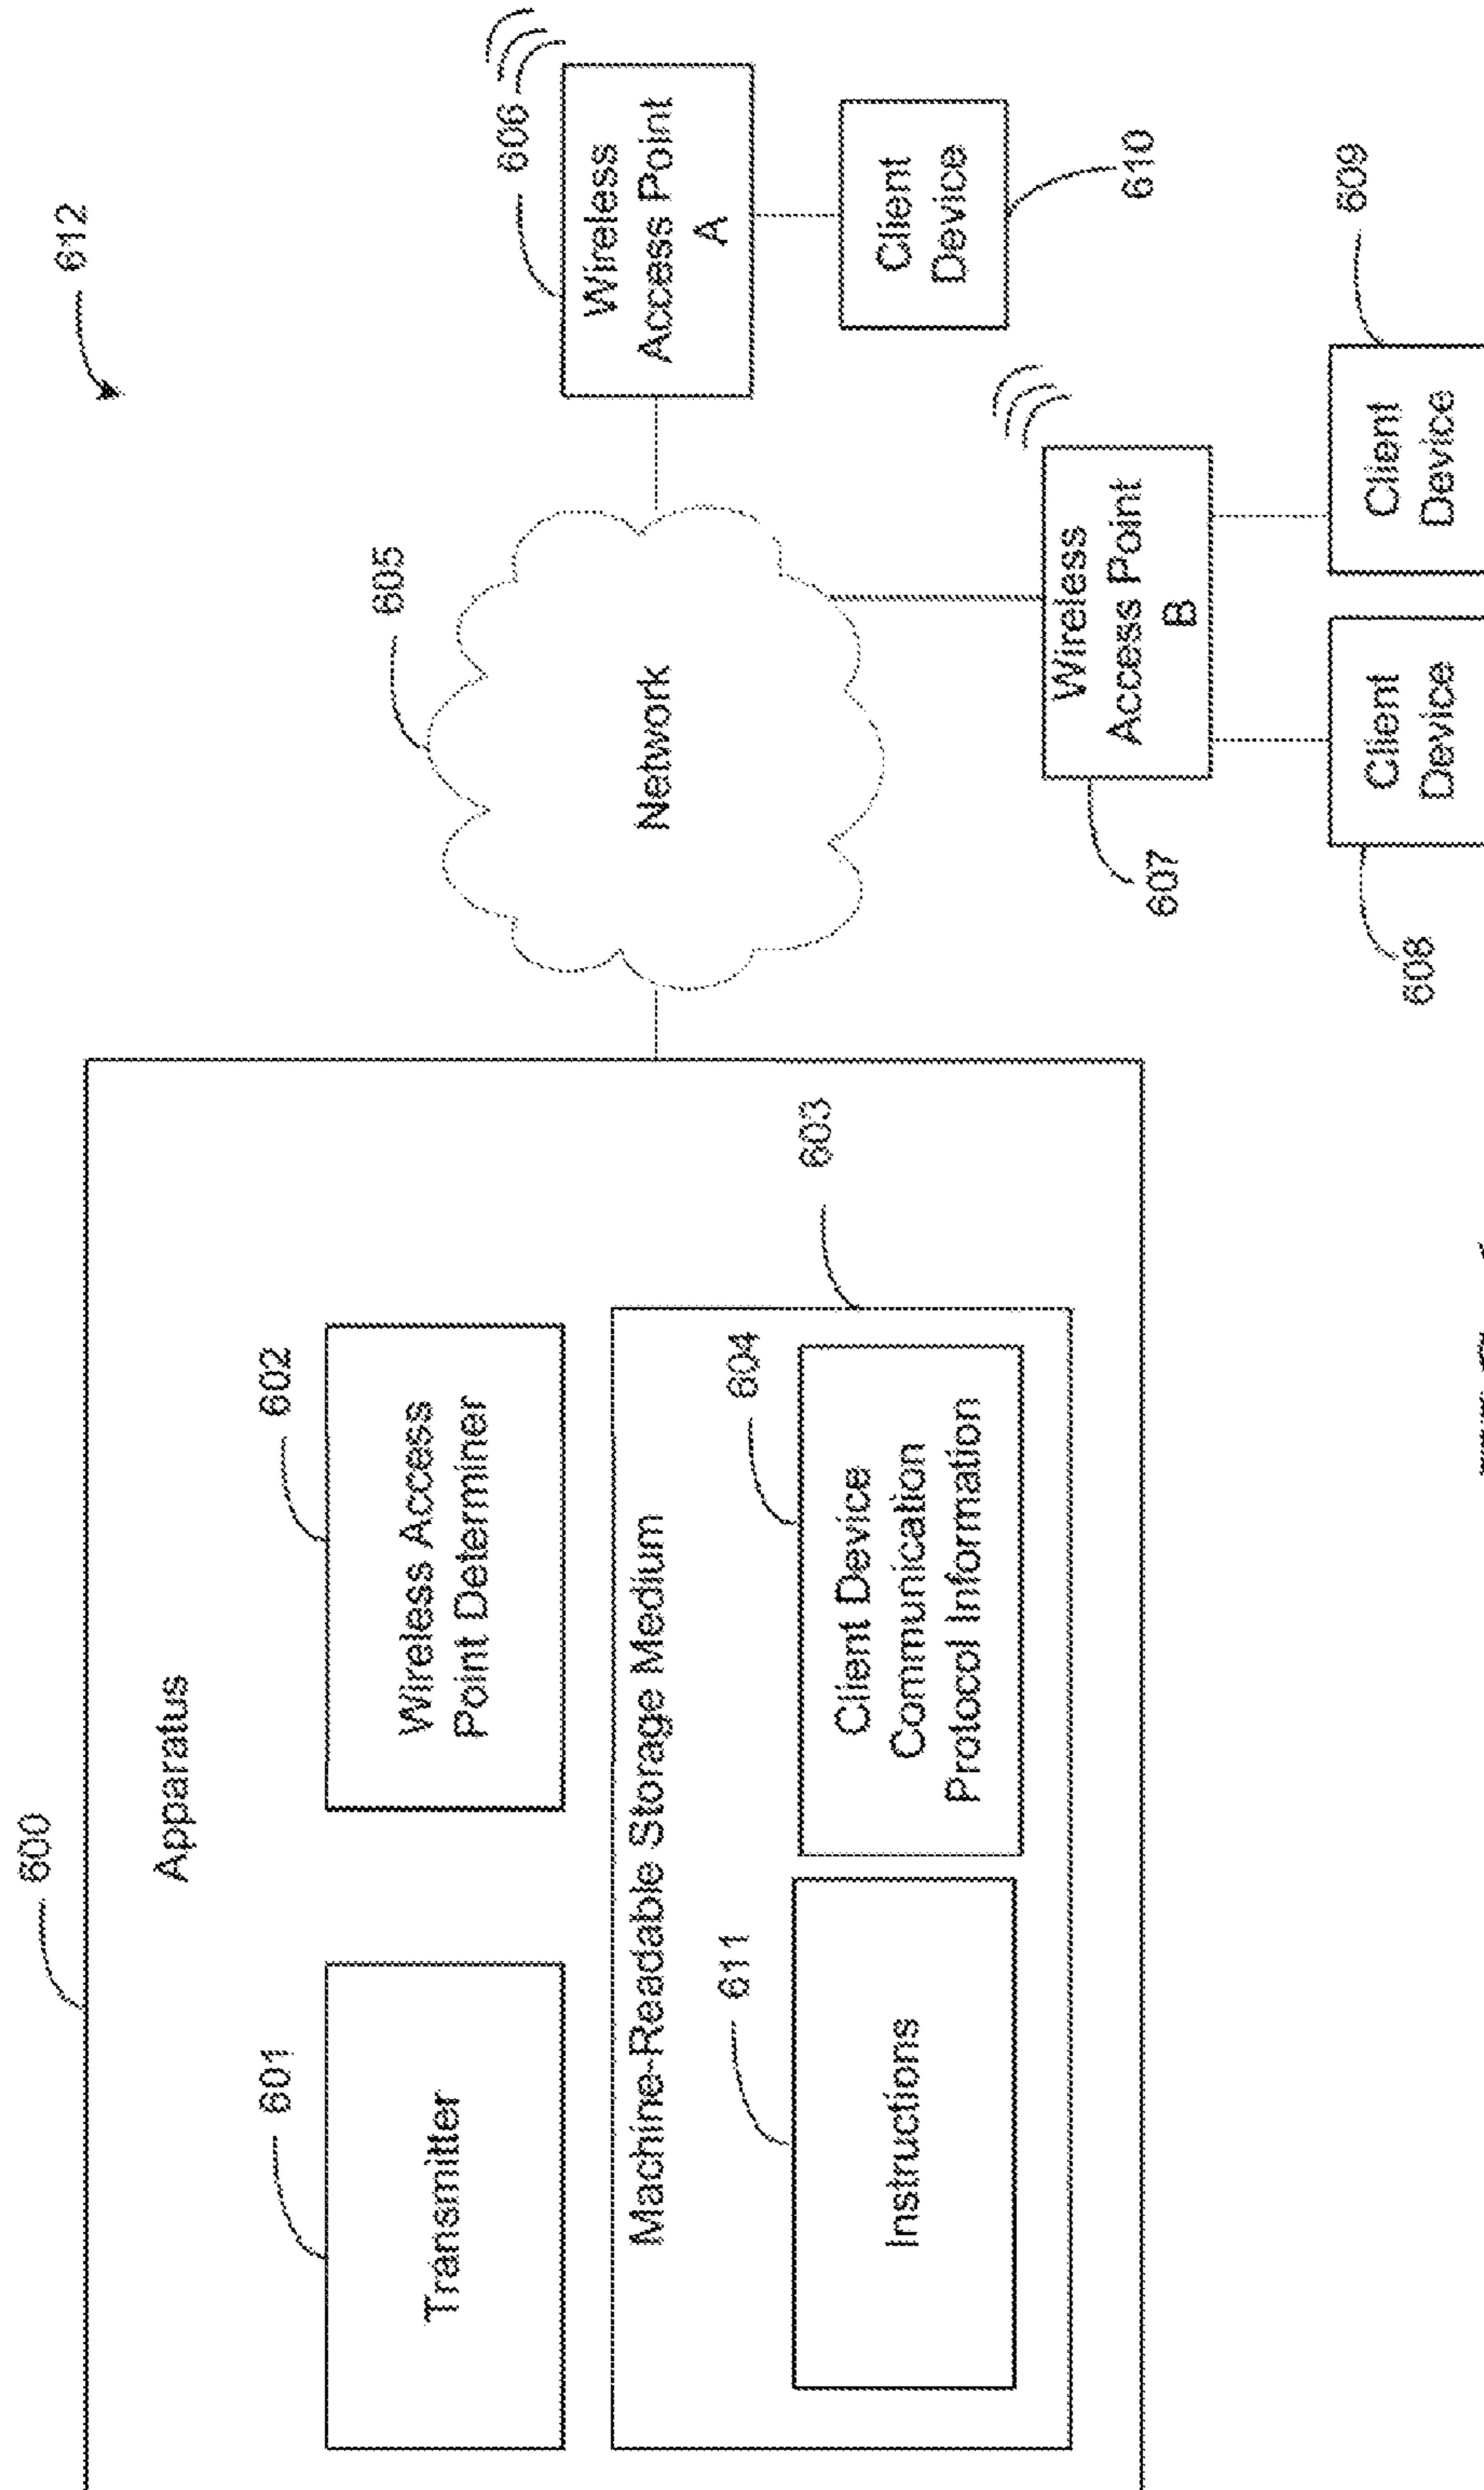 600
Apparatus
612
601
Transmitter
602
Wireless Access
Point Determiner
Machine-Readable Storage Medium
603
611
Instructions
604
Client Device
Communication
Protocol Information
605
Network
606
Wireless
Access Point
A
Client
Device
610
607
Wireless
Access Point
B
608
Client
Device
609
Client
Device